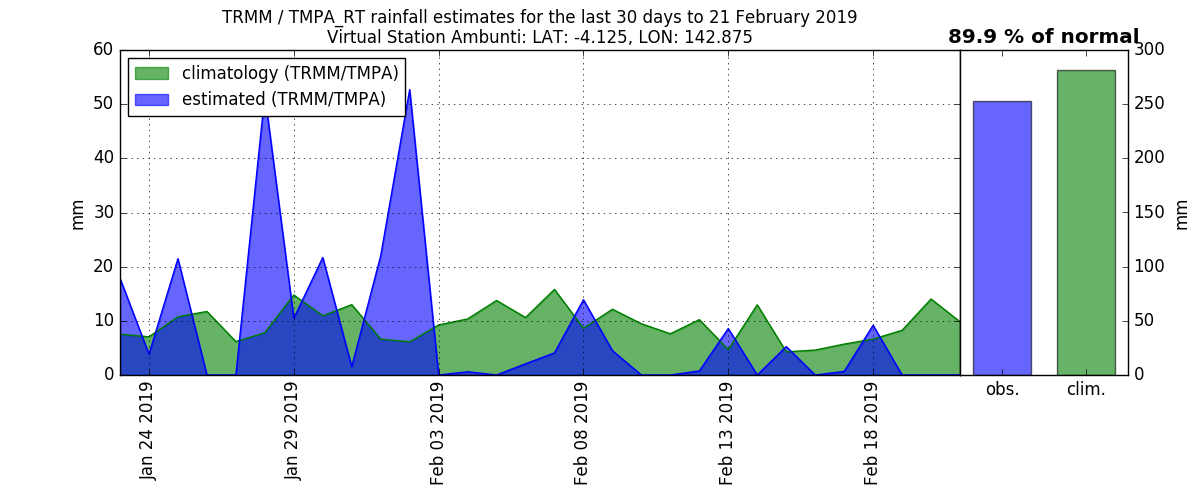 TRMM / TMPA_RT rainfall estimates for the last 30 days to 21 February 2019
Virtual Station Ambunti: LAT: -4.125, LON: 142.875
89.9 % of normal
climatology (TRMM/TMPA)
estimated (TRMM/TMPA)
60
50
40
30
20
10
0
mm
Jan 24 2019
Jan 29 2019
Feb 03 2019
Feb 08 2019
Feb 13 2019
Feb 18 2019
300
250
200
150
100
50
0
mm
obs.
clim.